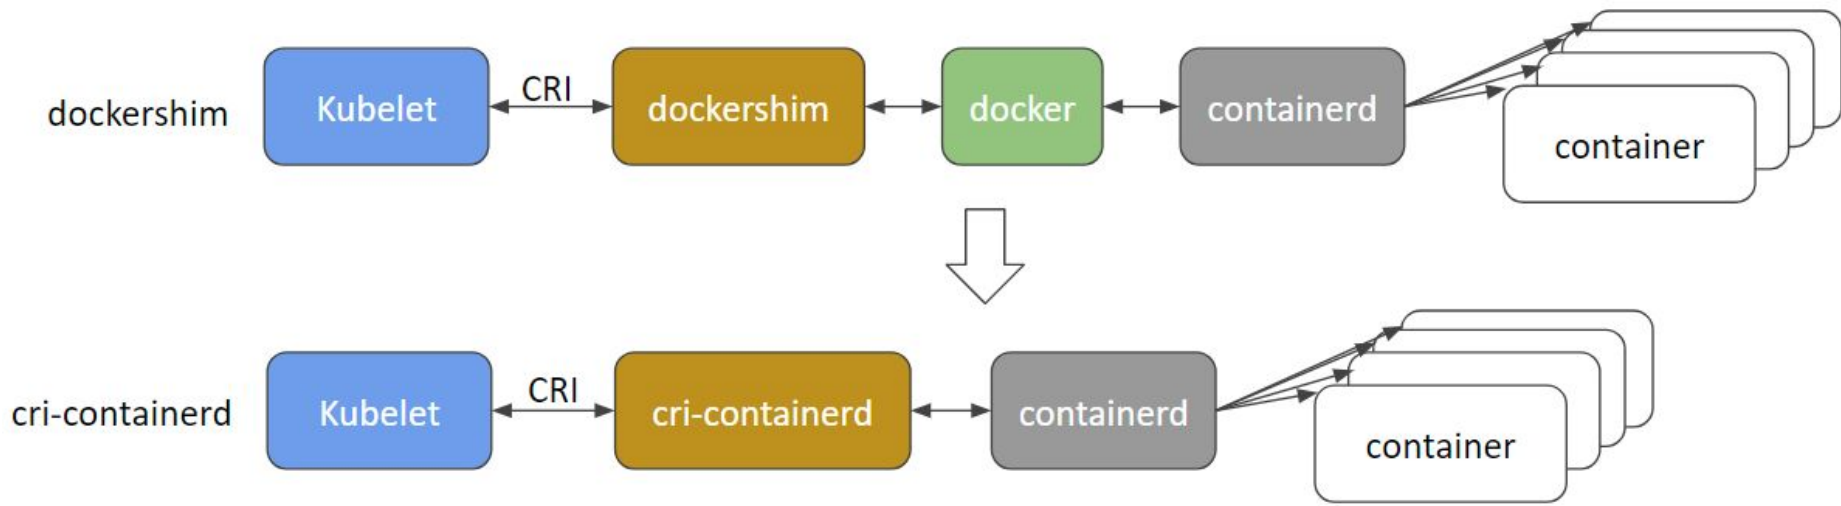 dockershim
Kubelet
CRI
dockershim
docker
containerd
container
cri-containerd
Kubelet
CRI
cri-containerd
containerd
container